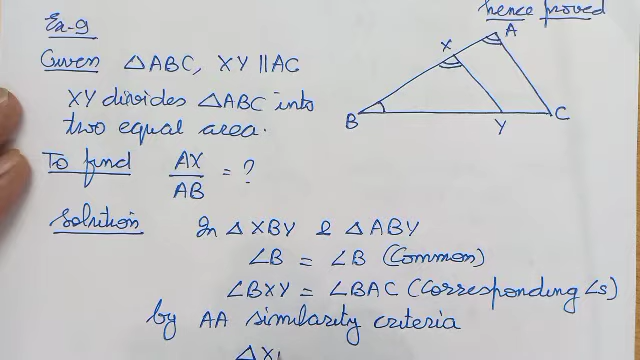 hence proved
Ex-9
Given △ABC, XY ∥ AC
XY divides △ABC into
two equal area.
A
X
B
Y
C
To find AX/AB = ?
Solution In △XBY & △ABY
∠B = ∠B (Common)
∠BXY = ∠BAC (Corresponding ∠s)
by AA similarity criteria
△X